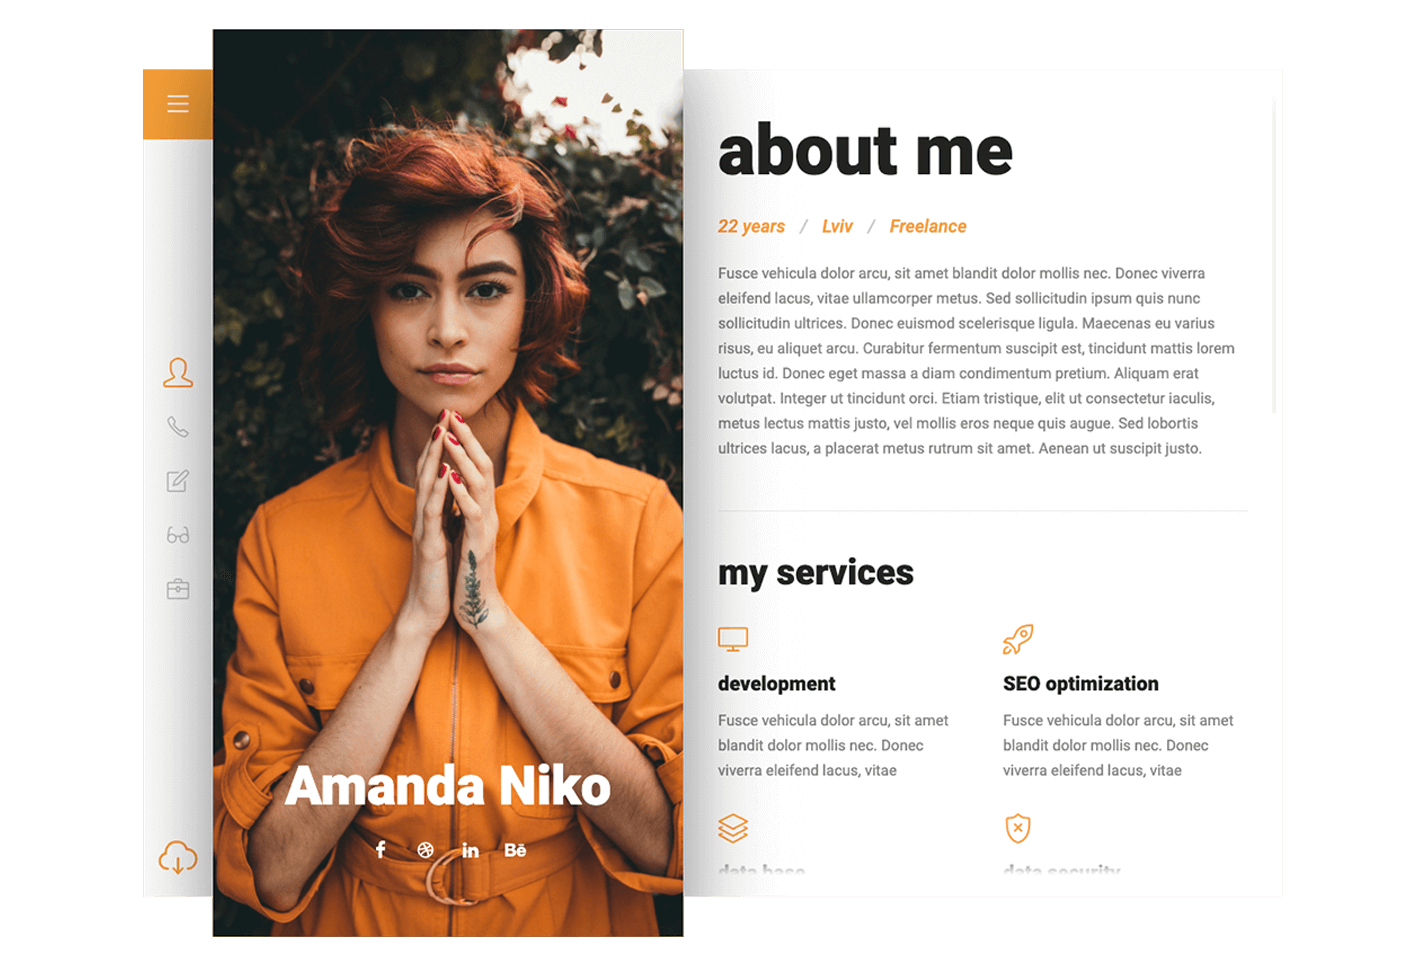 about me
22 years / Lviv / Freelance
Fusce vehicula dolor arcu, sit amet blandit dolor mollis nec. Donec viverra
eleifend lacus, vitae ullamcorper metus. Sed sollicitudin ipsum quis nunc
sollicitudin ultrices. Donec euismod scelerisque ligula. Maecenas eu varius
risus, eu aliquet arcu. Curabitur fermentum suscipit est, tincidunt mattis lorem
luctus id. Donec eget massa a diam condimentum pretium. Aliquam erat
volutpat. Integer ut tincidunt orci. Etiam tristique, elit ut consectetur iaculis,
metus lectus mattis justo, vel mollis eros neque quis augue. Sed lobortis
ultrices lacus, a placerat metus rutrum sit amet. Aenean ut suscipit justo.
my services
development
Fusce vehicula dolor arcu, sit amet
blandit dolor mollis nec. Donec
viverra eleifend lacus, vitae
SEO optimization
Fusce vehicula dolor arcu, sit amet
blandit dolor mollis nec. Donec
viverra eleifend lacus, vitae
data base
data security
Amanda Niko
f in Bē